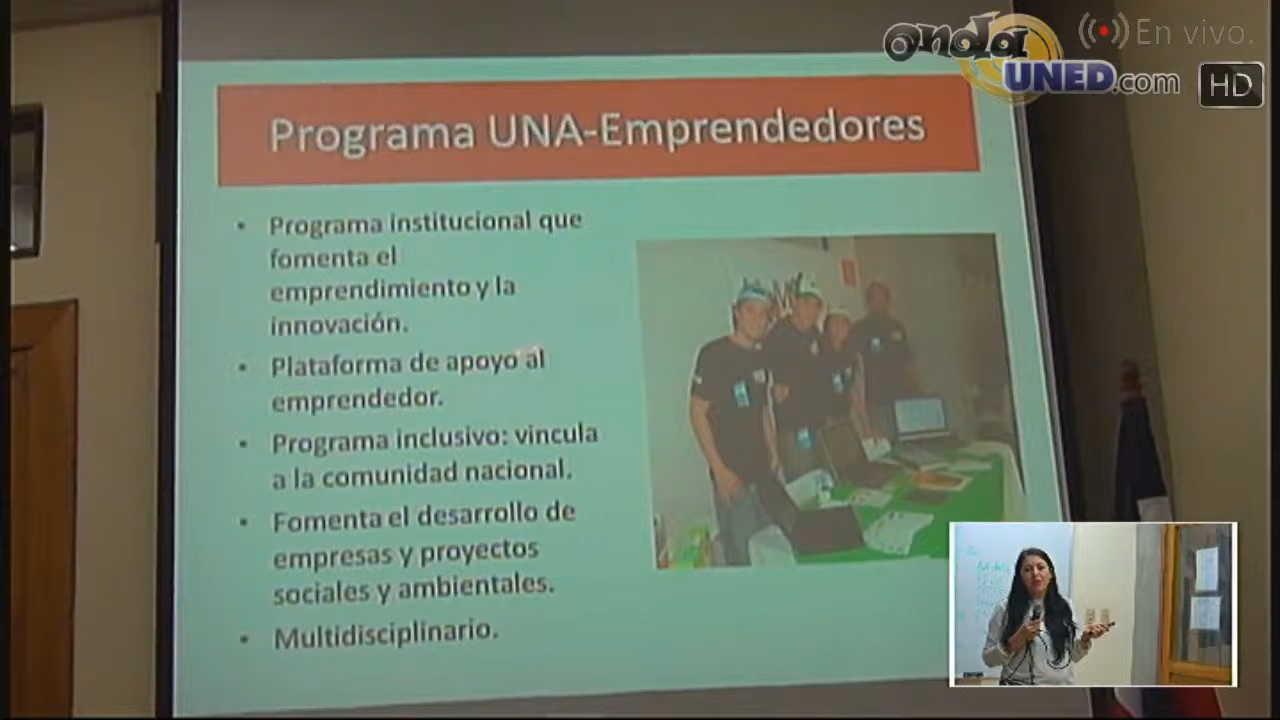 onda
UNED.com
En vivo.
HD
Programa UNA-Emprendedores
• Programa institucional que
fomenta el
emprendimiento y la
innovación.
• Plataforma de apoyo al
emprendedor.
• Programa inclusivo: vincula
a la comunidad nacional.
• Fomenta el desarrollo de
empresas y proyectos
sociales y ambientales.
• Multidisciplinario.